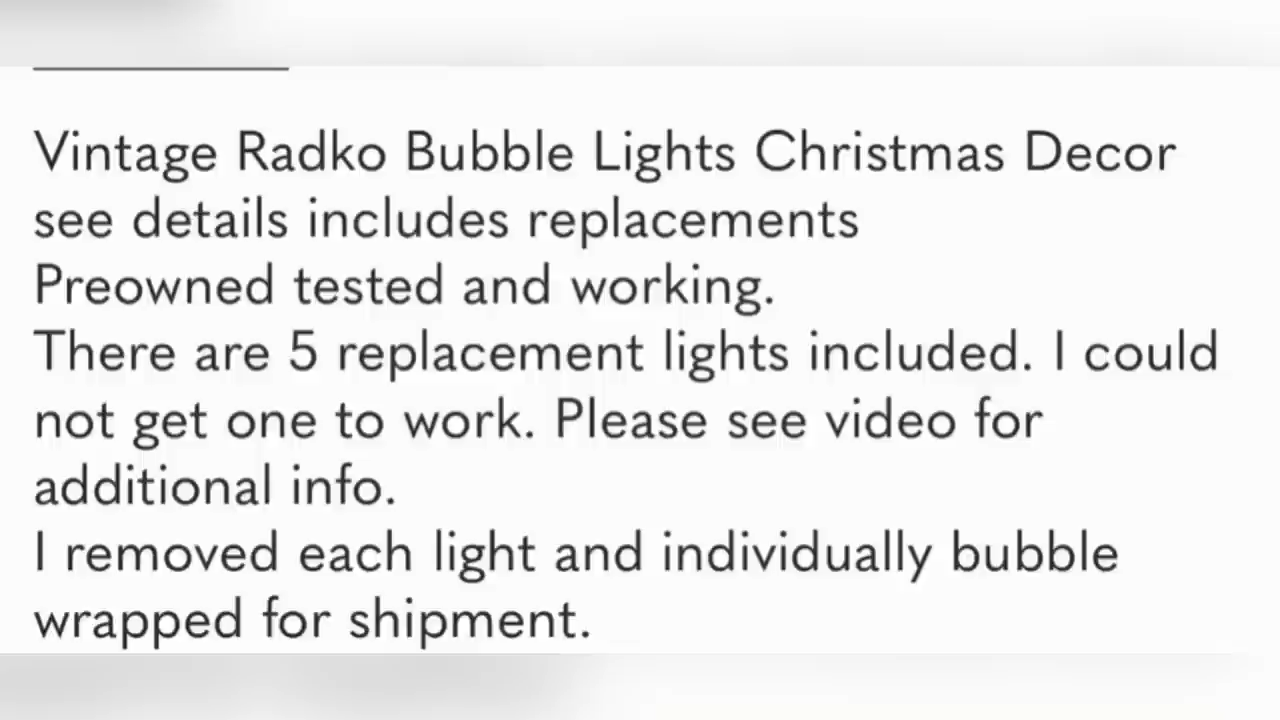 Vintage Radko Bubble Lights Christmas Decor
see details includes replacements
Preowned tested and working.
There are 5 replacement lights included. I could
not get one to work. Please see video for
additional info.
I removed each light and individually bubble
wrapped for shipment.